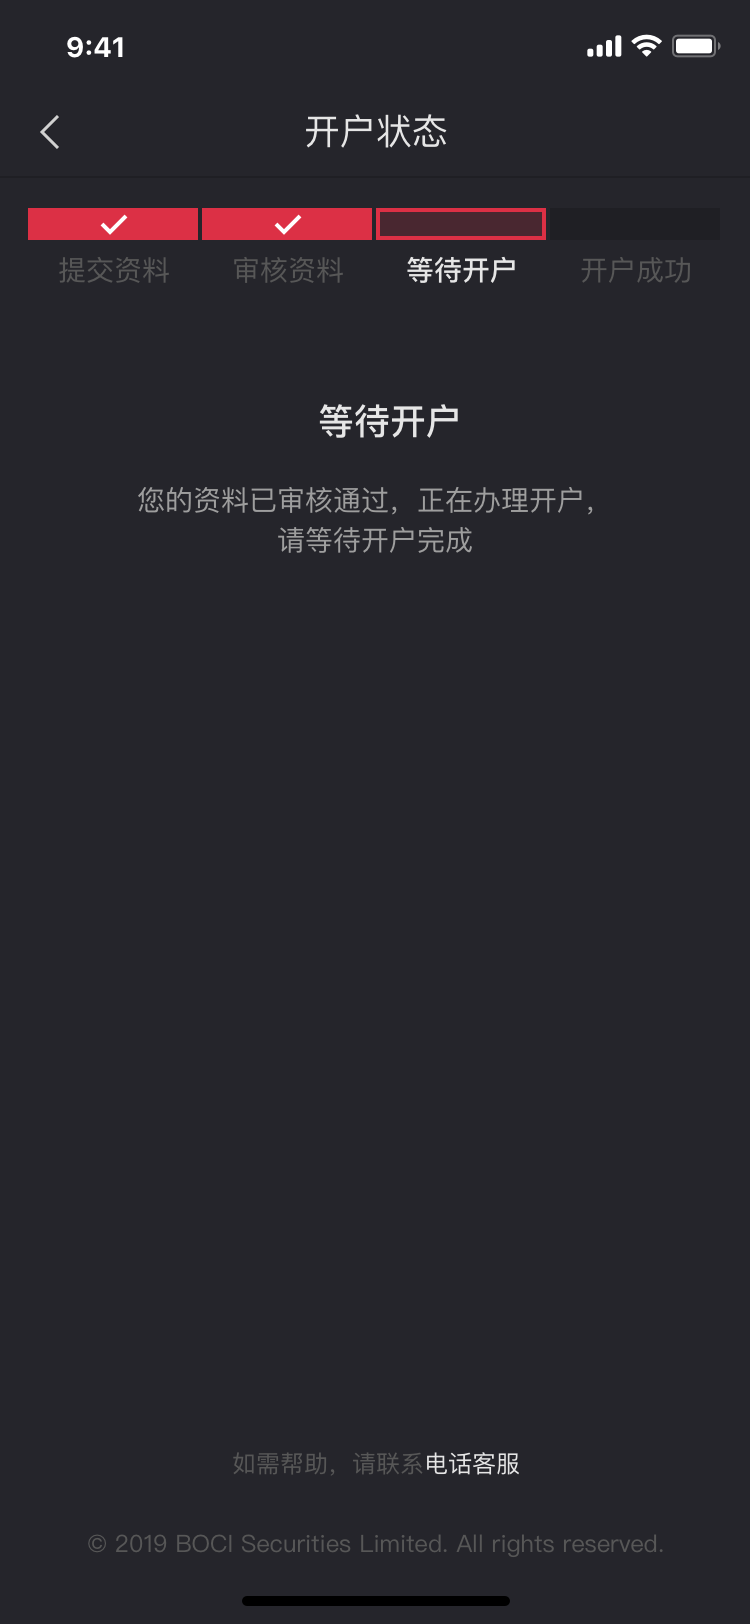 9:41
开户状态
提交资料 审核资料 等待开户 开户成功
等待开户
您的资料已审核通过，正在办理开户，
请等待开户完成
如需帮助，请联系电话客服
© 2019 BOCI Securities Limited. All rights reserved.